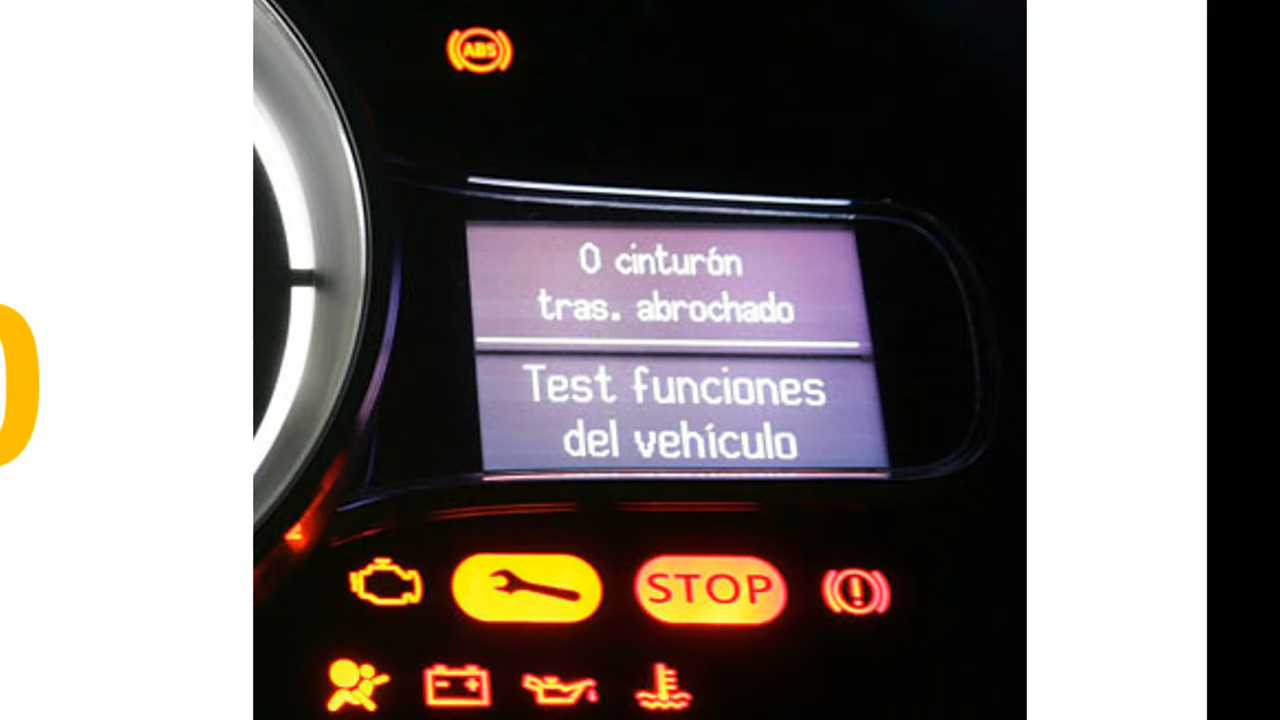 ABS
0 cinturón
tras. abrochado
Test funciones
del vehículo
STOP